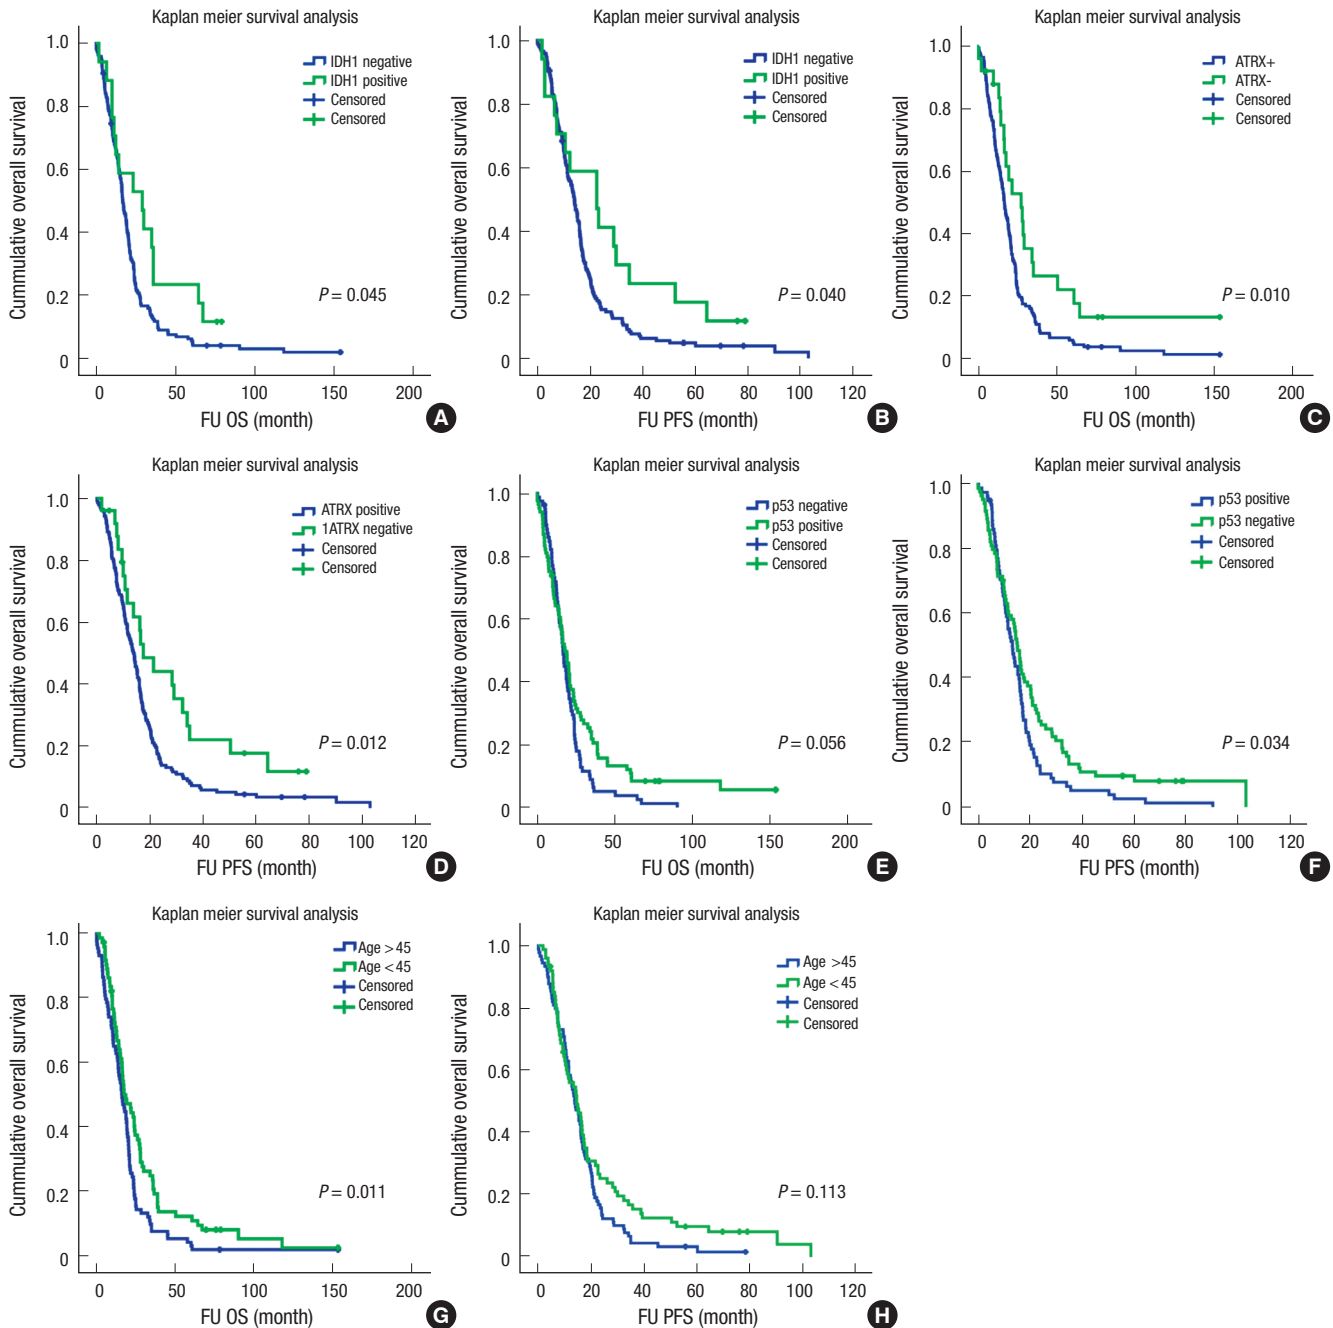 Kaplan meier survival analysis
Cummulative overall survival
1.0
0.8
0.6
0.4
0.2
0
IDH1 negative
IDH1 positive
Censored
Censored
P = 0.045
0 50 100 150 200
FU OS (month)
A
Kaplan meier survival analysis
Cummulative overall survival
1.0
0.8
0.6
0.4
0.2
0
IDH1 negative
IDH1 positive
Censored
Censored
P = 0.040
0 20 40 60 80 100 120
FU PFS (month)
B
Kaplan meier survival analysis
Cummulative overall survival
1.0
0.8
0.6
0.4
0.2
0
ATRX+
ATRX-
Censored
Censored
P = 0.010
0 50 100 150 200
FU OS (month)
C
Kaplan meier survival analysis
Cummulative overall survival
1.0
0.8
0.6
0.4
0.2
0
ATRX positive
1ATRX negative
Censored
Censored
P = 0.012
0 20 40 60 80 100 120
FU PFS (month)
D
Kaplan meier survival analysis
Cummulative overall survival
1.0
0.8
0.6
0.4
0.2
0
p53 negative
p53 positive
Censored
Censored
P = 0.056
0 50 100 150 200
FU OS (month)
E
Kaplan meier survival analysis
Cummulative overall survival
1.0
0.8
0.6
0.4
0.2
0
p53 positive
p53 negative
Censored
Censored
P = 0.034
0 20 40 60 80 100 120
FU PFS (month)
F
Kaplan meier survival analysis
Cummulative overall survival
1.0
0.8
0.6
0.4
0.2
0
Age > 45
Age < 45
Censored
Censored
P = 0.011
0 50 100 150 200
FU OS (month)
G
Kaplan meier survival analysis
Cummulative overall survival
1.0
0.8
0.6
0.4
0.2
0
Age >45
Age < 45
Censored
Censored
P = 0.113
0 20 40 60 80 100 120
FU PFS (month)
H